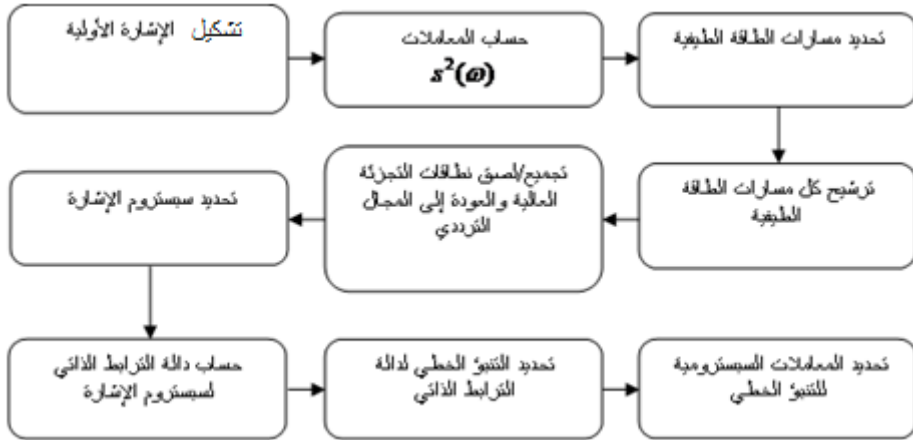 تشكيل الإشارة الأولية
حساب المعاملات
s²(ω)
تحديد مسارات الطاقة الطيفية
ترشيح كل مسارات الطاقة
الطيفية
تجميع/لصق نطاقات التجزئة
العالية والعودة إلى المجال
الترددي
تحديد سبستروم الإشارة
حساب دالة الترابط الذاتي
لسبستروم الإشارة
تحديد التنبؤ الخطي لدالة
الترابط الذاتي
تحديد المعاملات السبسترومية
للتنبؤ الخطي